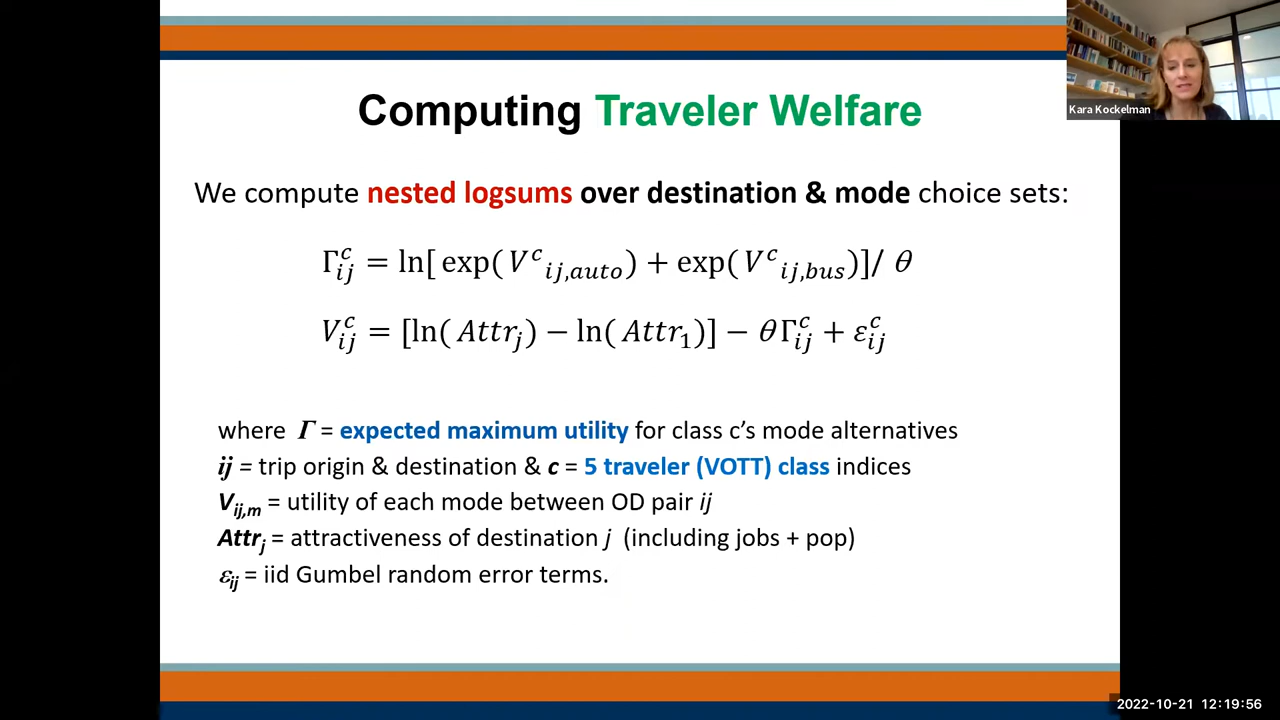 Kara Kockelman
Computing Traveler Welfare
We compute nested logsums over destination & mode choice sets:
Γᶜᵢⱼ = ln[ exp(Vᶜᵢⱼ,auto) + exp(Vᶜᵢⱼ,bus)]/ θ
Vᶜᵢⱼ = [ln(Attrⱼ) − ln(Attr₁)] − θΓᶜᵢⱼ + εᶜᵢⱼ
where Γ = expected maximum utility for class c’s mode alternatives
ij = trip origin & destination & c = 5 traveler (VOTT) class indices
Vij,m = utility of each mode between OD pair ij
Attrj = attractiveness of destination j (including jobs + pop)
εij = iid Gumbel random error terms.
2022-10-21 12:19:56